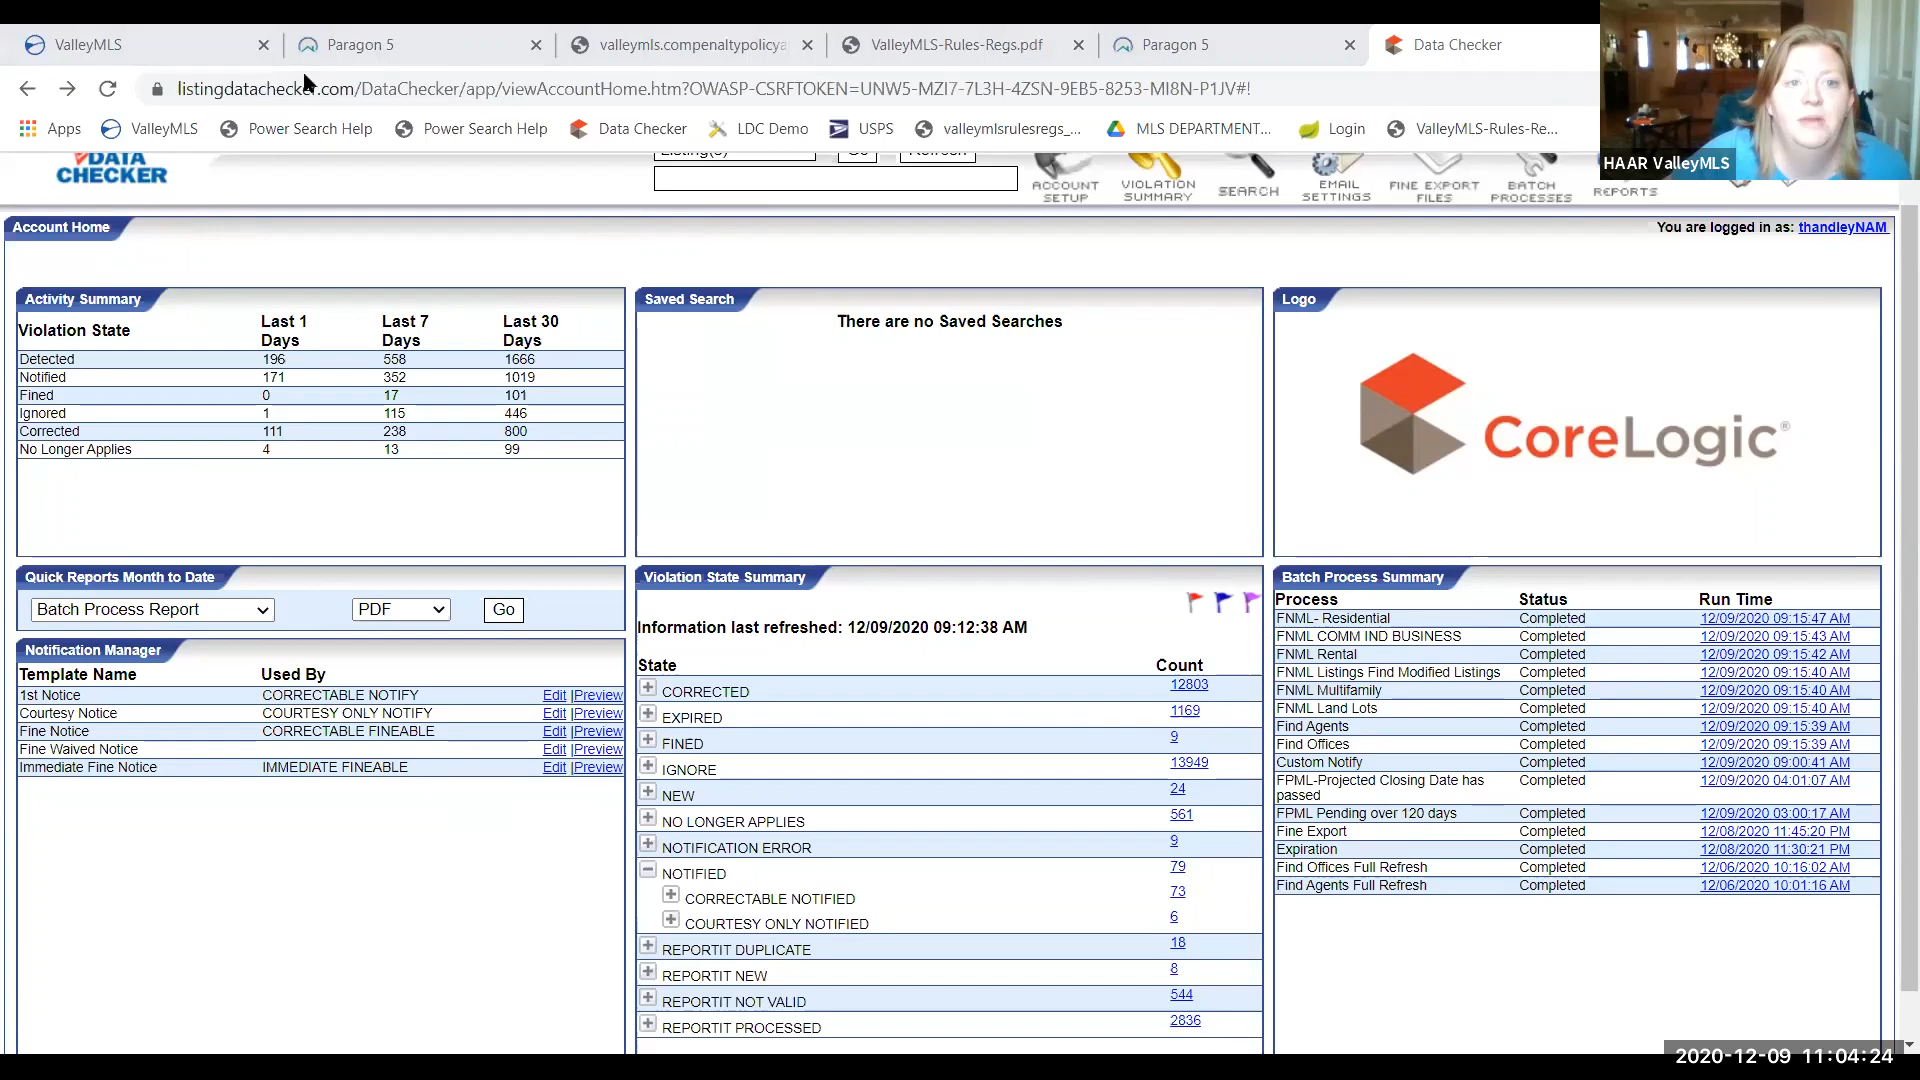 ValleyMLS
Paragon 5
valleymls.compenaltypolicya
ValleyMLS-Rules-Regs.pdf
Paragon 5
Data Checker
listingdatachecker.com/DataChecker/app/viewAccountHome.htm?OWASP-CSRFTOKEN=UNW5-MZI7-7L3H-4ZSN-9EB5-8253-MI8N-P1JV#!
Apps
ValleyMLS
Power Search Help
Power Search Help
Data Checker
LDC Demo
USPS
valleymlsrulesregs_...
MLS DEPARTMENT...
Login
ValleyMLS-Rules-Re...
HAAR ValleyMLS
DATA
CHECKER
Listing(s)
Go
Refresh
ACCOUNT SETUP
VIOLATION SUMMARY
SEARCH
EMAIL SETTINGS
FINE EXPORT FILES
BATCH PROCESSES
REPORTS
Account Home
You are logged in as: thandleyNAM
Activity Summary
Violation State Last 1 Days Last 7 Days Last 30 Days
Detected 196 558 1666
Notified 171 352 1019
Fined 0 17 101
Ignored 1 115 446
Corrected 111 238 800
No Longer Applies 4 13 99
Saved Search
There are no Saved Searches
Logo
CoreLogic®
Quick Reports Month to Date
Batch Process Report PDF Go
Notification Manager
Template Name Used By
1st Notice CORRECTABLE NOTIFY Edit |Preview
Courtesy Notice COURTESY ONLY NOTIFY Edit |Preview
Fine Notice CORRECTABLE FINEABLE Edit |Preview
Fine Waived Notice Edit |Preview
Immediate Fine Notice IMMEDIATE FINEABLE Edit |Preview
Violation State Summary
Information last refreshed: 12/09/2020 09:12:38 AM
State Count
CORRECTED 12803
EXPIRED 1169
FINED 9
IGNORE 13949
NEW 24
NO LONGER APPLIES 561
NOTIFICATION ERROR 9
NOTIFIED 79
CORRECTABLE NOTIFIED 73
COURTESY ONLY NOTIFIED 6
REPORTIT DUPLICATE 18
REPORTIT NEW 8
REPORTIT NOT VALID 544
REPORTIT PROCESSED 2836
Batch Process Summary
Process Status Run Time
FNML- Residential Completed 12/09/2020 09:15:47 AM
FNML COMM IND BUSINESS Completed 12/09/2020 09:15:43 AM
FNML Rental Completed 12/09/2020 09:15:42 AM
FNML Listings Find Modified Listings Completed 12/09/2020 09:15:40 AM
FNML Multifamily Completed 12/09/2020 09:15:40 AM
FNML Land Lots Completed 12/09/2020 09:15:40 AM
Find Agents Completed 12/09/2020 09:15:39 AM
Find Offices Completed 12/09/2020 09:15:39 AM
Custom Notify Completed 12/09/2020 09:00:41 AM
FPML-Projected Closing Date has passed Completed 12/09/2020 04:01:07 AM
FPML Pending over 120 days Completed 12/09/2020 03:00:17 AM
Fine Export Completed 12/08/2020 11:45:20 PM
Expiration Completed 12/08/2020 11:30:21 PM
Find Offices Full Refresh Completed 12/06/2020 10:16:02 AM
Find Agents Full Refresh Completed 12/06/2020 10:01:16 AM
2020-12-09 11:04:24